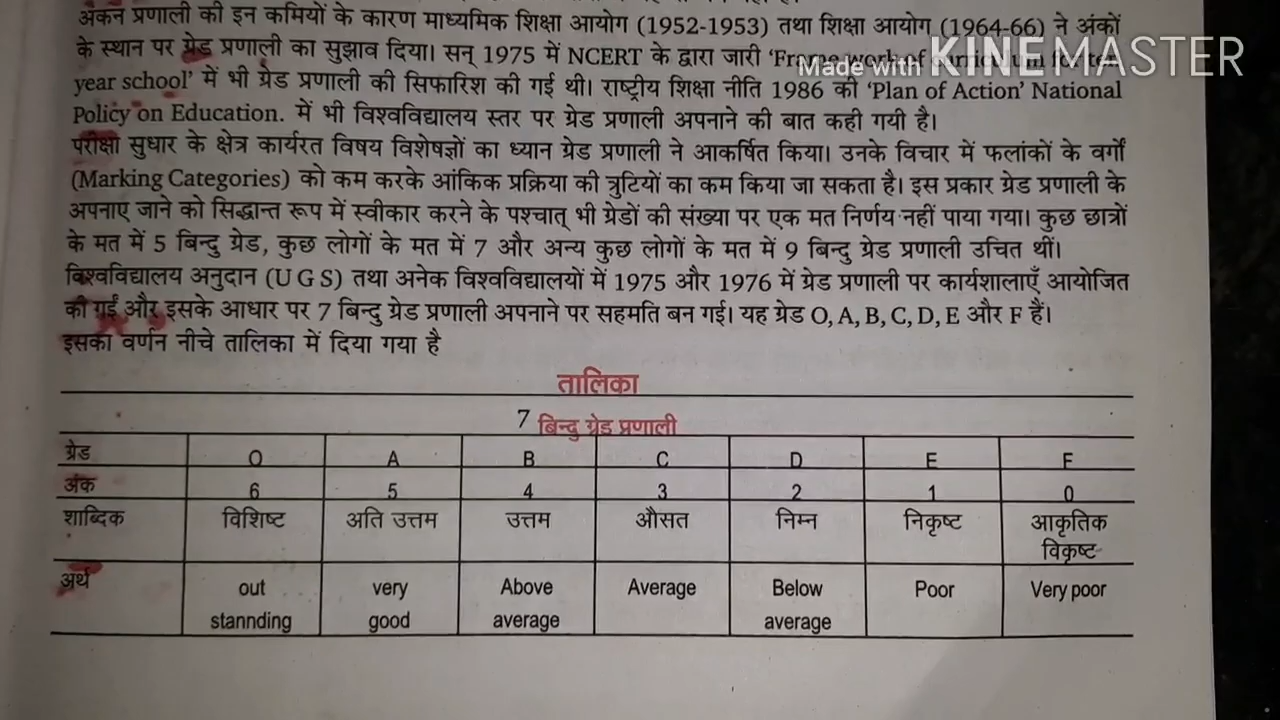 अंकन प्रणाली की इन कमियों के कारण माध्यमिक शिक्षा आयोग (1952-1953) तथा शिक्षा आयोग (1964-66) ने अंकों
के स्थान पर ग्रेड प्रणाली का सुझाव दिया। सन् 1975 में NCERT के द्वारा जारी
Made with KINEMASTER
year school' में भी ग्रेड प्रणाली की सिफारिश की गई थी। राष्ट्रीय शिक्षा नीति 1986 की 'Plan of Action' National
Policy on Education. में भी विश्वविद्यालय स्तर पर ग्रेड प्रणाली अपनाने की बात कही गयी है।
परीक्षा सुधार के क्षेत्र कार्यरत विषय विशेषज्ञों का ध्यान ग्रेड प्रणाली ने आकर्षित किया। उनके विचार में फलांकों के वर्गों
(Marking Categories) को कम करके आंकिक प्रक्रिया की त्रुटियों का कम किया जा सकता है। इस प्रकार ग्रेड प्रणाली के
अपनाए जाने को सिद्धान्त रूप में स्वीकार करने के पश्चात् भी ग्रेडों की संख्या पर एक मत निर्णय नहीं पाया गया। कुछ छात्रों
के मत में 5 बिन्दु ग्रेड, कुछ लोगों के मत में 7 और अन्य कुछ लोगों के मत में 9 बिन्दु ग्रेड प्रणाली उचित थीं।
विश्वविद्यालय अनुदान (U G S) तथा अनेक विश्वविद्यालयों में 1975 और 1976 में ग्रेड प्रणाली पर कार्यशालाएँ आयोजित
की गईं और इसके आधार पर 7 बिन्दु ग्रेड प्रणाली अपनाने पर सहमति बन गई। यह ग्रेड O, A, B, C, D, E और F हैं।
इसका वर्णन नीचे तालिका में दिया गया है
तालिका
7 बिन्दु ग्रेड प्रणाली
ग्रेड O A B C D E F
अंक 6 5 4 3 2 1 0
शाब्दिक विशिष्ट अति उत्तम उत्तम औसत निम्न निकृष्ट आकृतिक
विकृष्ट
अर्थ out very Above Average Below Poor Very poor
stannding good average average